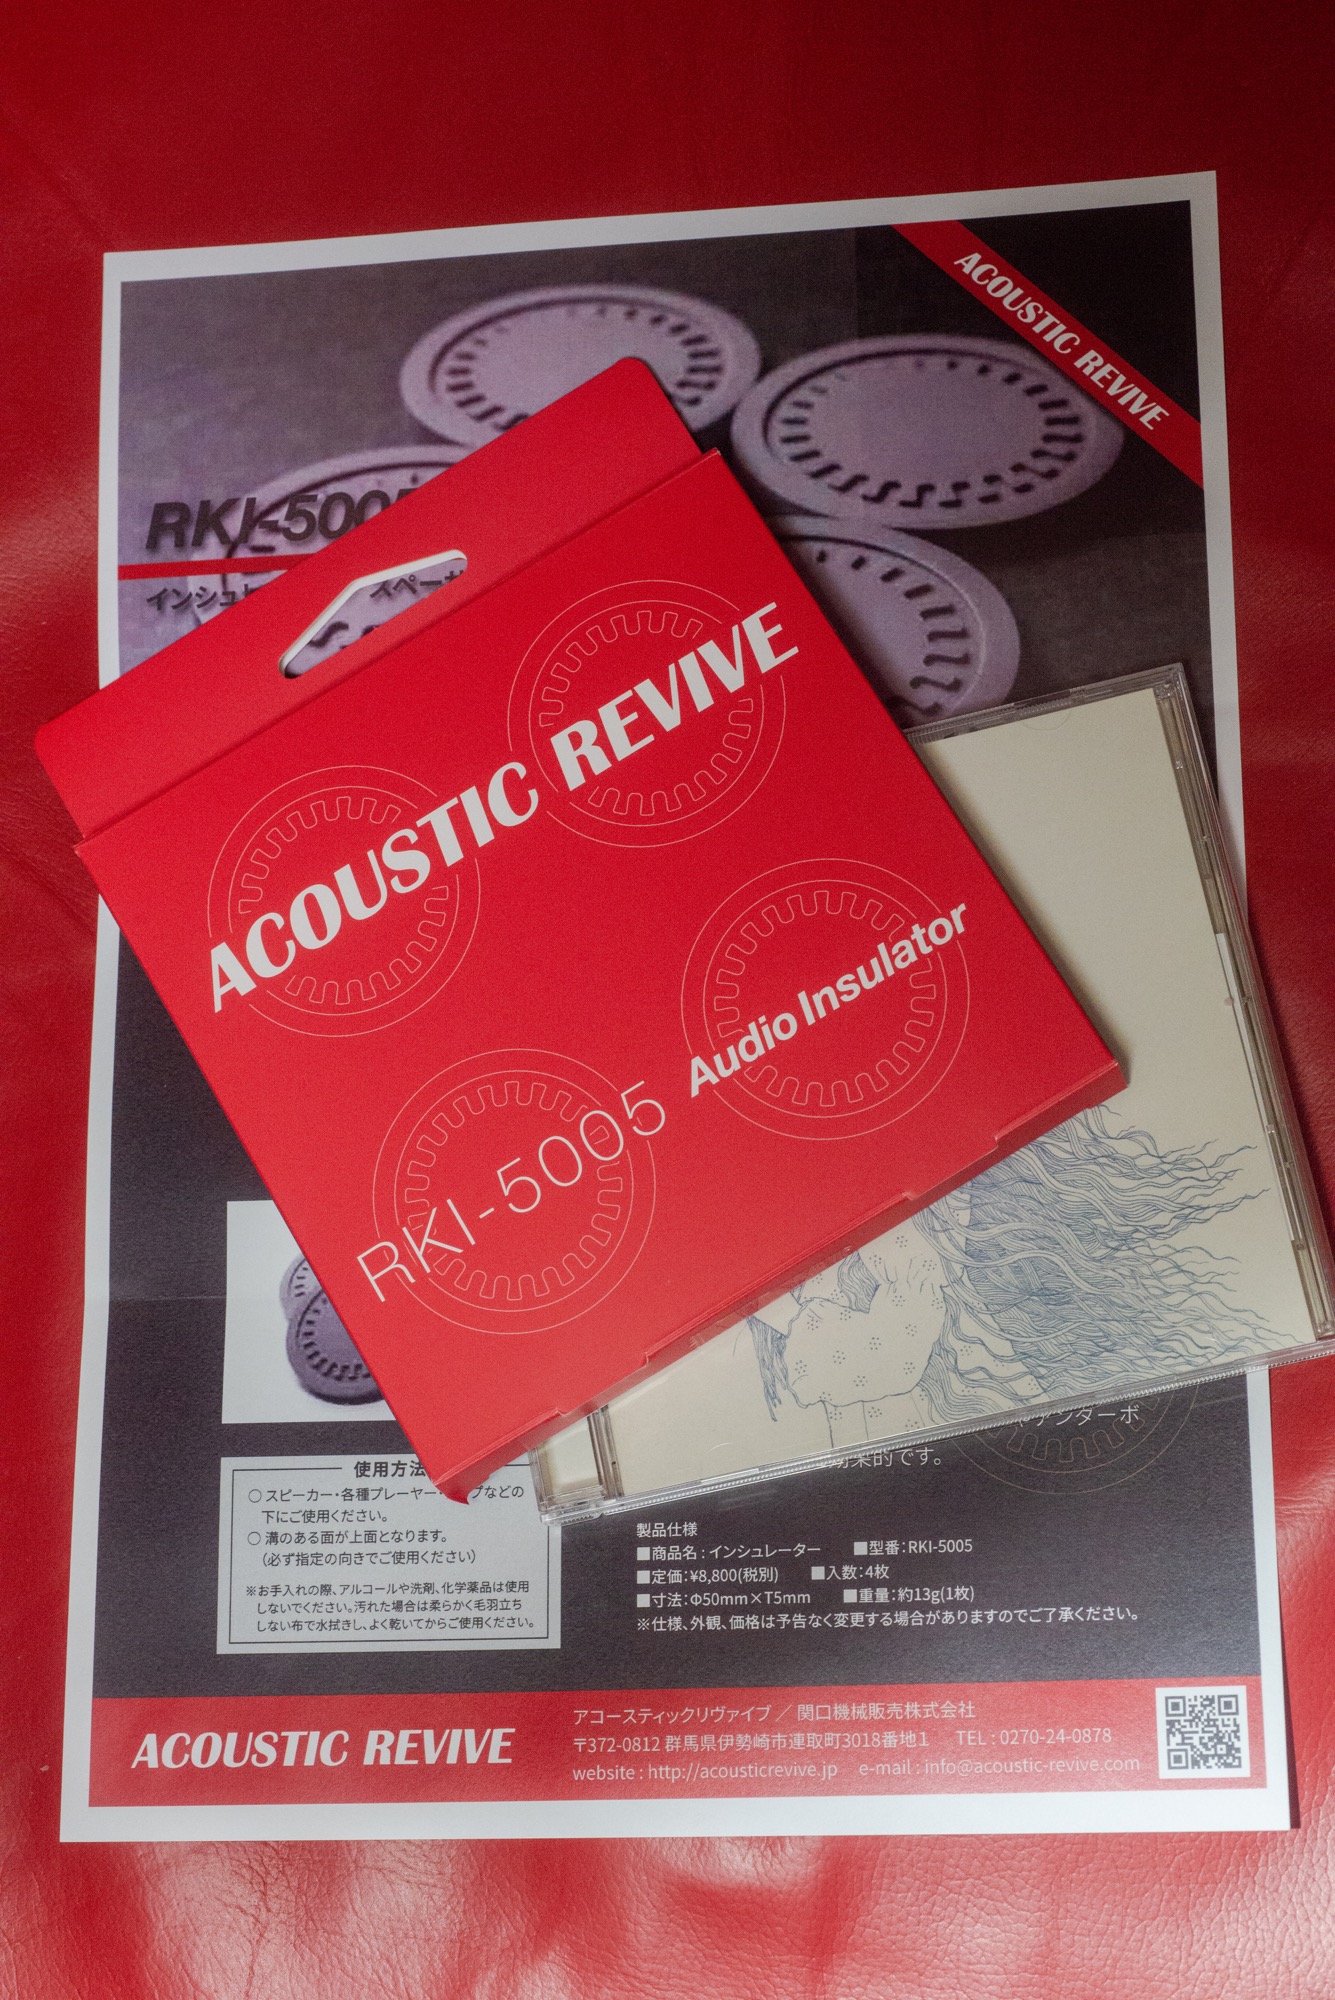 ACOUSTIC REVIVE
RKI-5005
ACOUSTIC REVIVE
Audio Insulator
RKI-5005
使用方法
○ スピーカー・各種プレーヤー・
下にご使用ください。
○ 溝のある面が上面となります。
（必ず指定の向きでご使用ください）
※お手入れの際、アルコールや洗剤、化学薬品は使用
しないでください。汚れた場合は柔らかく毛羽立ち
しない布で水拭きし、よく乾いてからご使用ください。
アンダーボ
的です。
製品仕様
■商品名：インシュレーター ■型番：RKI-5005
■定価：¥8,800(税別) ■入数：4枚
■寸法：Φ50mm×T5mm ■重量：約13g(1枚)
※仕様、外観、価格は予告なく変更する場合がありますのでご了承ください。
ACOUSTIC REVIVE
アコースティックリヴァイブ ／ 関口機械販売株式会社
〒372-0812 群馬県伊勢崎市連取町3018番地1 TEL : 0270-24-0878
website : http://acousticrevive.jp e-mail : info@acoustic-revive.com